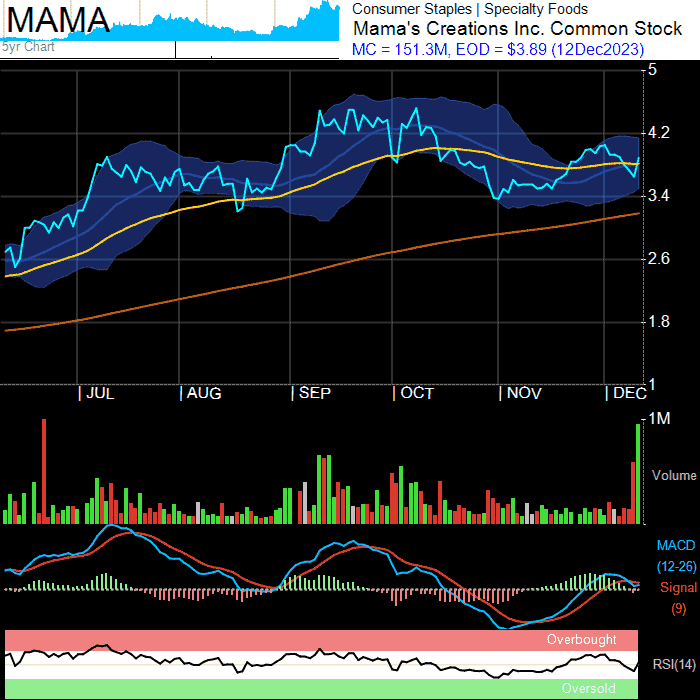 MAMA
5yr Chart
Consumer Staples | Specialty Foods
Mama's Creations Inc. Common Stock
MC = 151.3M, EOD = $3.89 (12Dec2023)
5
4.2
3.4
2.6
1.8
1
| JUL | AUG | SEP | OCT | NOV | DEC
1M
Volume
MACD
(12-26)
Signal
(9)
Overbought
RSI(14)
Oversold